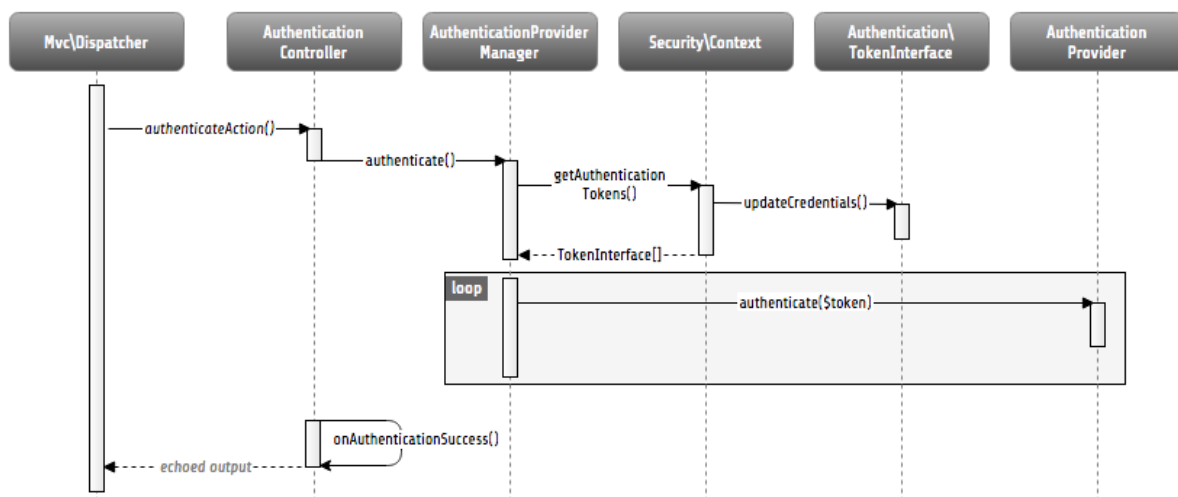 Mvc\Dispatcher
Authentication
Controller
AuthenticationProvider
Manager
Security\Context
Authentication\
TokenInterface
Authentication
Provider
authenticateAction()
authenticate()
getAuthentication
Tokens()
updateCredentials()
TokenInterface[]
loop
authenticate($token)
onAuthenticationSuccess()
echoed output